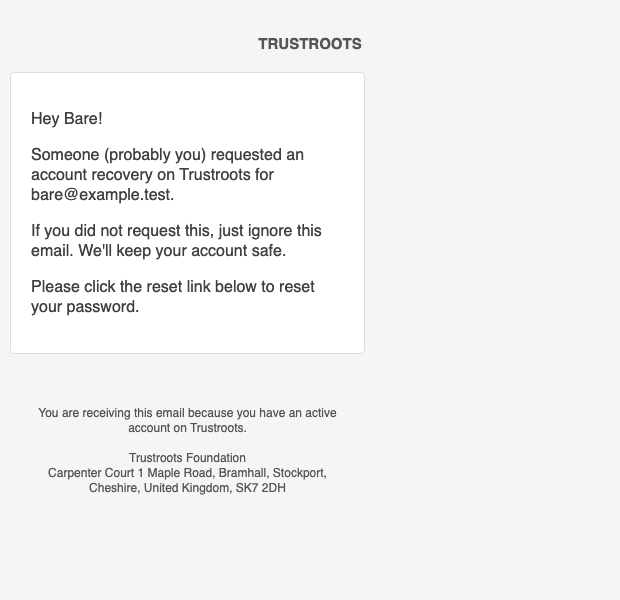 TRUSTROOTS
Hey Bare!
Someone (probably you) requested an
account recovery on Trustroots for
bare@example.test.
If you did not request this, just ignore this
email. We'll keep your account safe.
Please click the reset link below to reset
your password.
You are receiving this email because you have an active
account on Trustroots.
Trustroots Foundation
Carpenter Court 1 Maple Road, Bramhall, Stockport,
Cheshire, United Kingdom, SK7 2DH